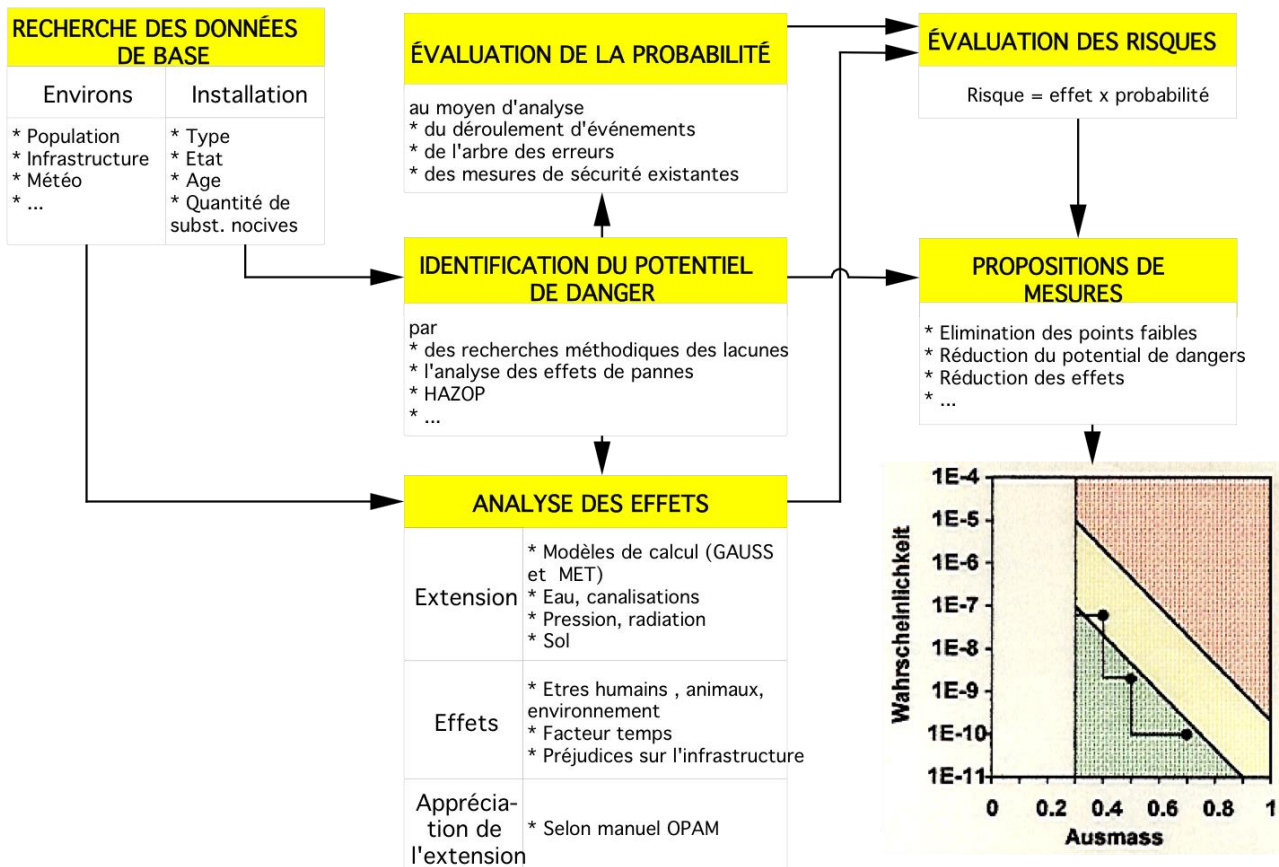 RECHERCHE DES DONNÉES
DE BASE
Environs
Installation
* Population
* Infrastructure
* Météo
* ...
* Type
* Etat
* Age
* Quantité de
subst. nocives
ÉVALUATION DE LA PROBABILITÉ
au moyen d'analyse
* du déroulement d'événements
* de l'arbre des erreurs
* des mesures de sécurité existantes
ÉVALUATION DES RISQUES
Risque = effet x probabilité
IDENTIFICATION DU POTENTIEL
DE DANGER
par
* des recherches méthodiques des lacunes
* l'analyse des effets de pannes
* HAZOP
* ...
PROPOSITIONS DE
MESURES
* Elimination des points faibles
* Réduction du potential de dangers
* Réduction des effets
* ...
ANALYSE DES EFFETS
Extension
* Modèles de calcul (GAUSS
et MET)
* Eau, canalisations
* Pression, radiation
* Sol
Effets
* Etres humains , animaux,
environnement
* Facteur temps
* Préjudices sur l'infrastructure
Apprécia-
tion de
l'extension
* Selon manuel OPAM
Wahrscheinlichkeit
1E-4
1E-5
1E-6
1E-7
1E-8
1E-9
1E-10
1E-11
0 0.2 0.4 0.6 0.8 1
Ausmass